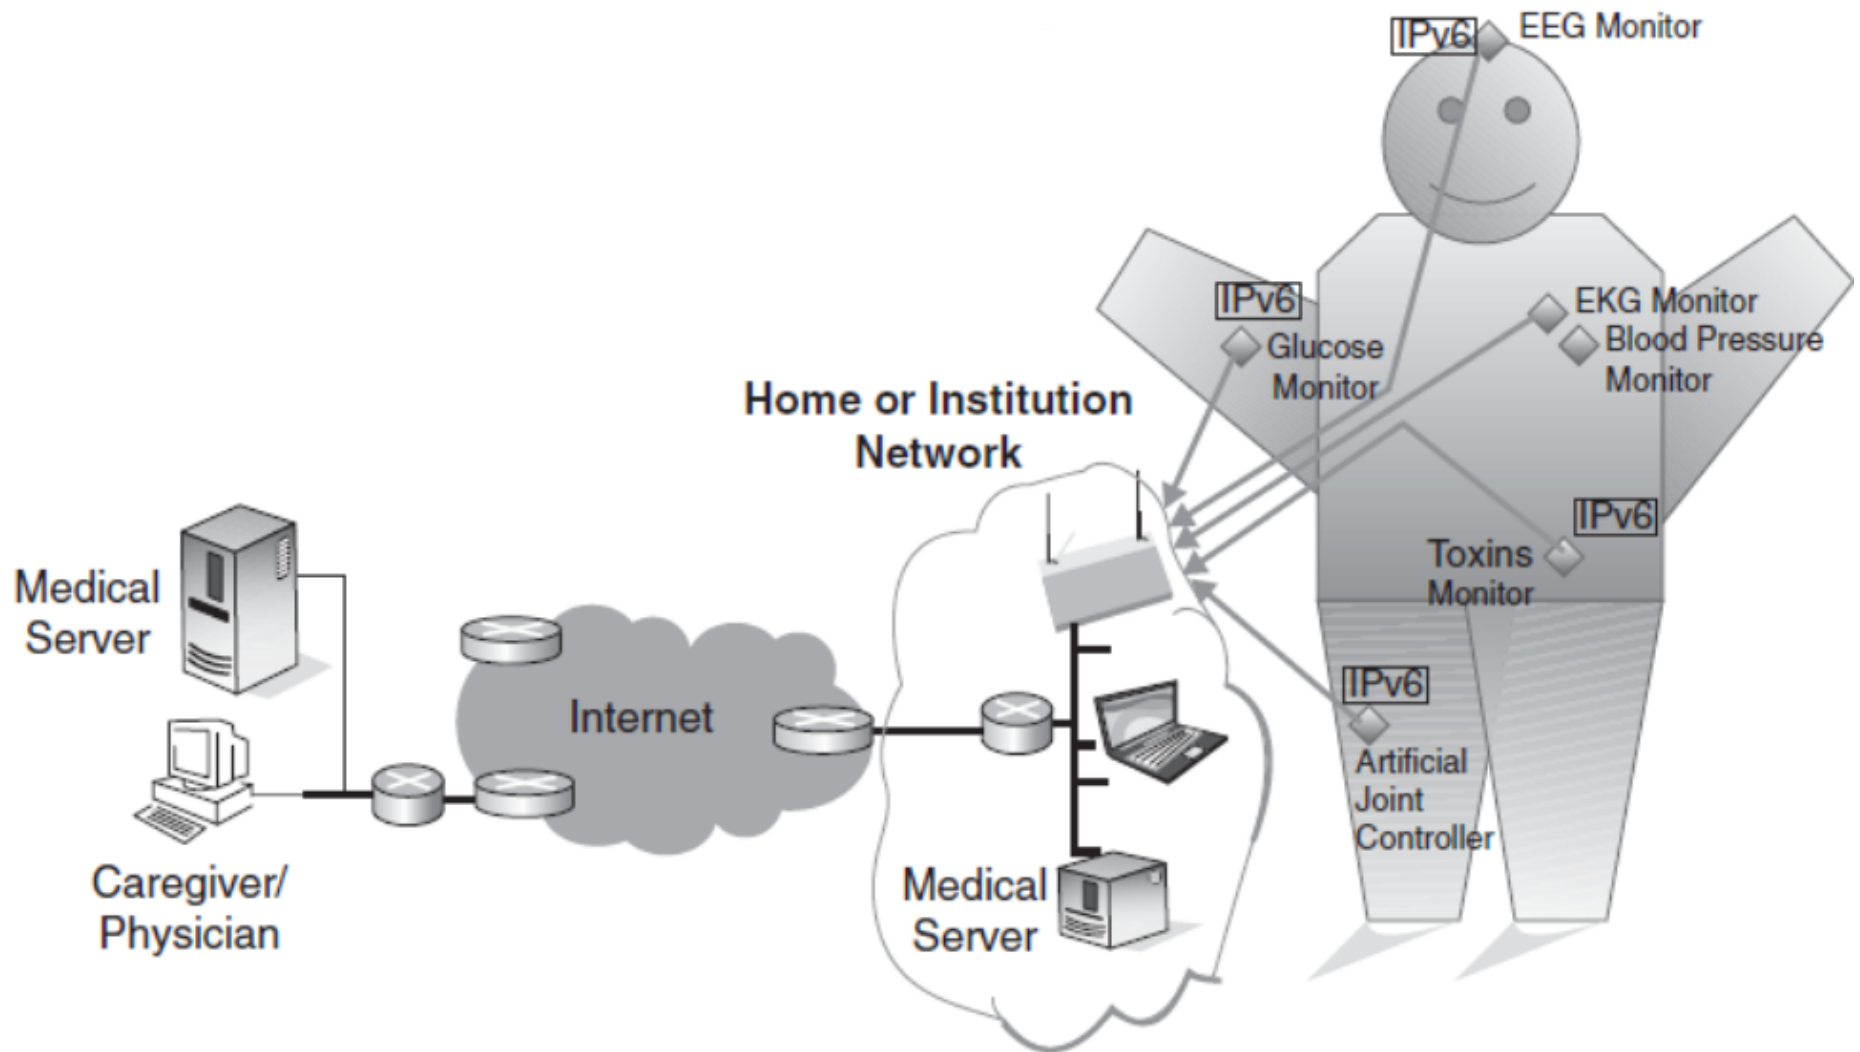 IPv6
EEG Monitor
IPv6
Glucose
Monitor
EKG Monitor
Blood Pressure
Monitor
Home or Institution
Network
IPv6
Toxins
Monitor
Medical
Server
Internet
IPv6
Artificial
Joint
Controller
Caregiver/
Physician
Medical
Server